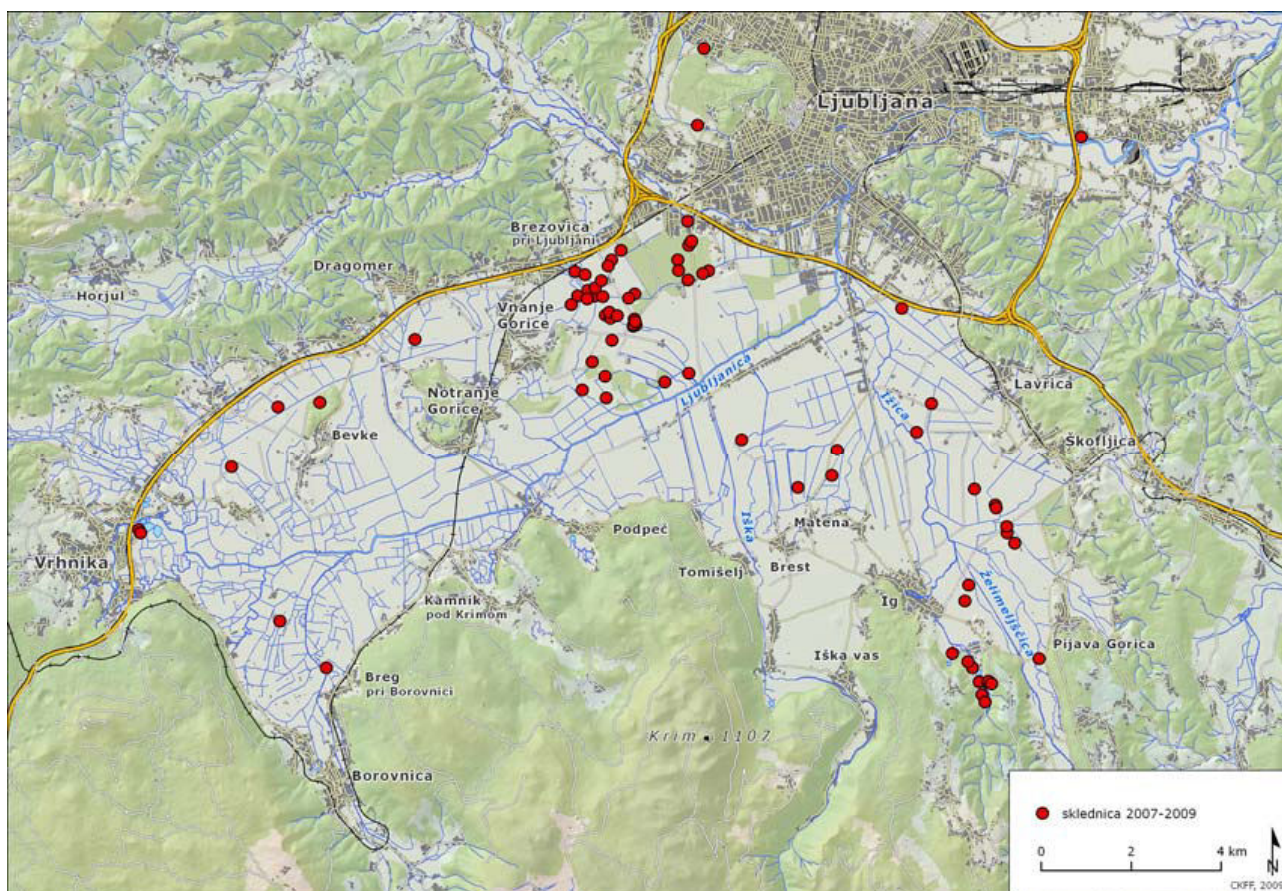 Ljubljana
Brezovica
pri Ljubljani
Dragomer
Horjul
Vnanje
Gorice
Ljubljanica
Lavrica
Notranje
Gorice
Ižica
Bevke
Škofljica
Iška
Matena
Podpeč
Vrhnika
Brest
Tomišelj
Želimeljščica
Kamnik
pod Krimom
Ig
Pijava Gorica
Iška vas
Breg
pri Borovnici
Krim 1107
Borovnica
sklednica 2007-2009
0 2 4 km
N